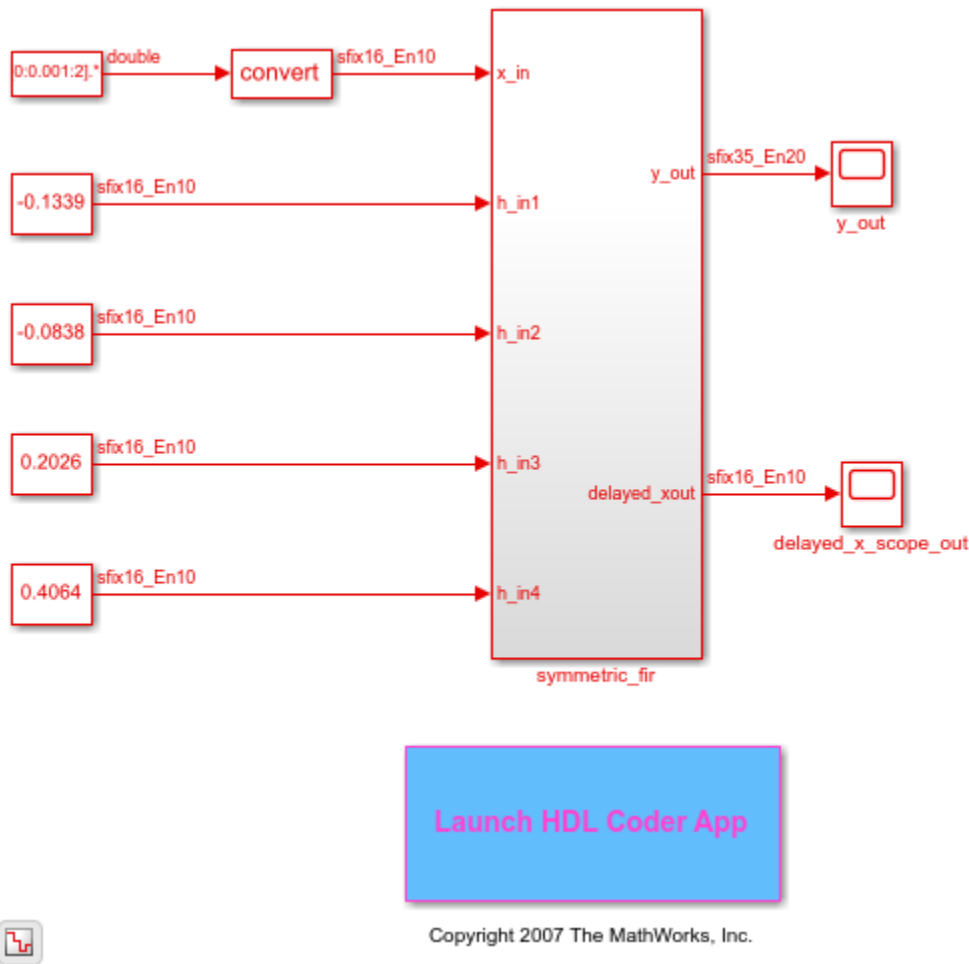 double
sfix16_En10
0:0.001:2].*
convert
x_in
sfix35_En20
y_out
y_out
sfix16_En10
-0.1339
h_in1
sfix16_En10
-0.0838
h_in2
sfix16_En10
0.2026
h_in3
sfix16_En10
delayed_xout
delayed_x_scope_out
sfix16_En10
0.4064
h_in4
symmetric_fir
Launch HDL Coder App
Copyright 2007 The MathWorks, Inc.